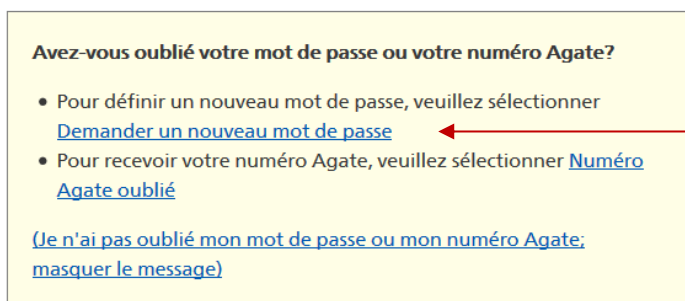 Avez-vous oublié votre mot de passe ou votre numéro Agate?
• Pour définir un nouveau mot de passe, veuillez sélectionner
Demander un nouveau mot de passe
• Pour recevoir votre numéro Agate, veuillez sélectionner Numéro
Agate oublié
(Je n'ai pas oublié mon mot de passe ou mon numéro Agate;
masquer le message)